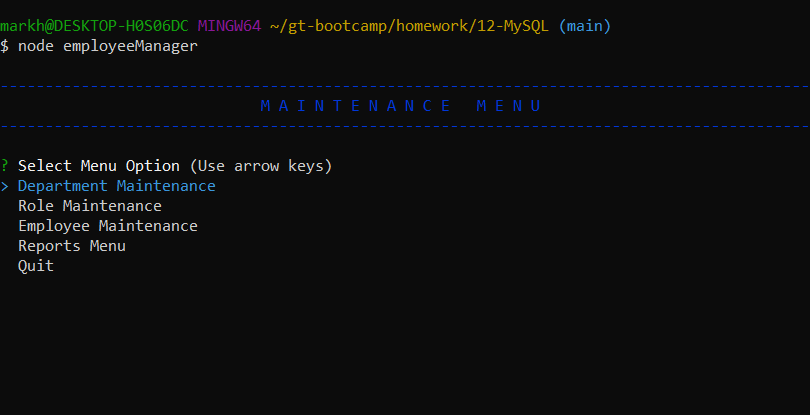 markh@DESKTOP-H0S06DC MINGW64 ~/gt-bootcamp/homework/12-MySQL (main)
$ node employeeManager
------------------------------------------------------------------------------------------
M A I N T E N A N C E   M E N U
------------------------------------------------------------------------------------------
? Select Menu Option (Use arrow keys)
> Department Maintenance
Role Maintenance
Employee Maintenance
Reports Menu
Quit